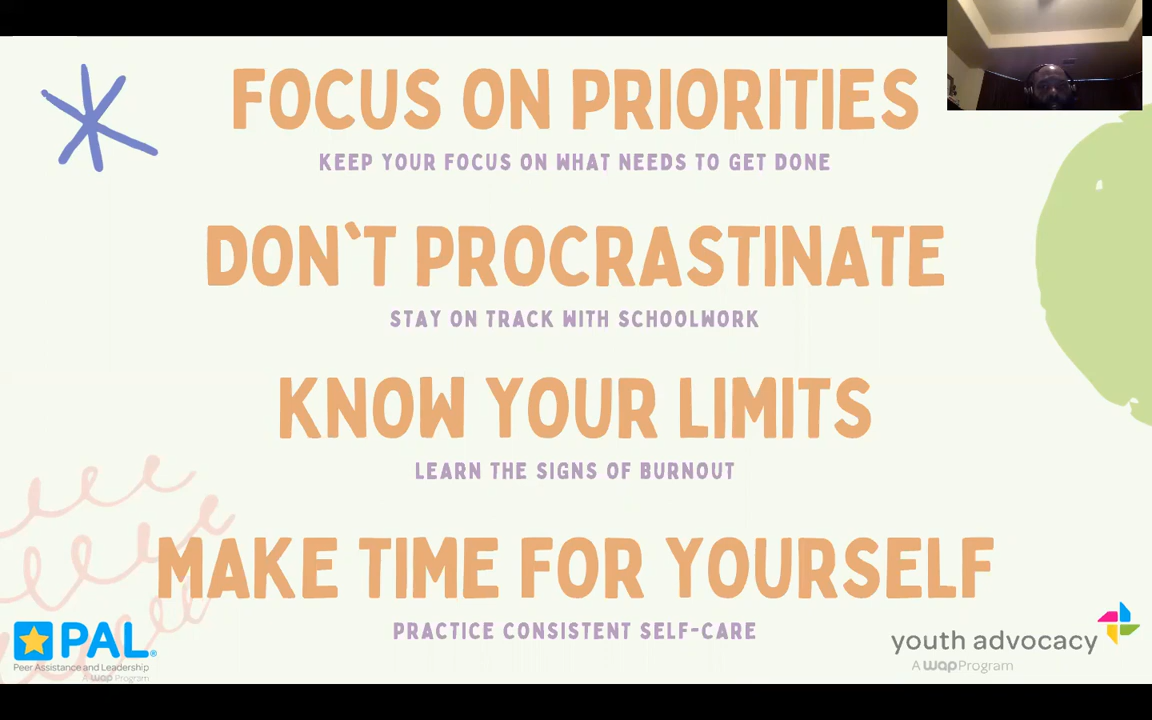 FOCUS ON PRIORITIES
KEEP YOUR FOCUS ON WHAT NEEDS TO GET DONE
DON`T PROCRASTINATE
STAY ON TRACK WITH SCHOOLWORK
KNOW YOUR LIMITS
LEARN THE SIGNS OF BURNOUT
MAKE TIME FOR YOURSELF
PRACTICE CONSISTENT SELF-CARE
PAL®
Peer Assistance and Leadership
A wap Program
youth advocacy
A wap Program